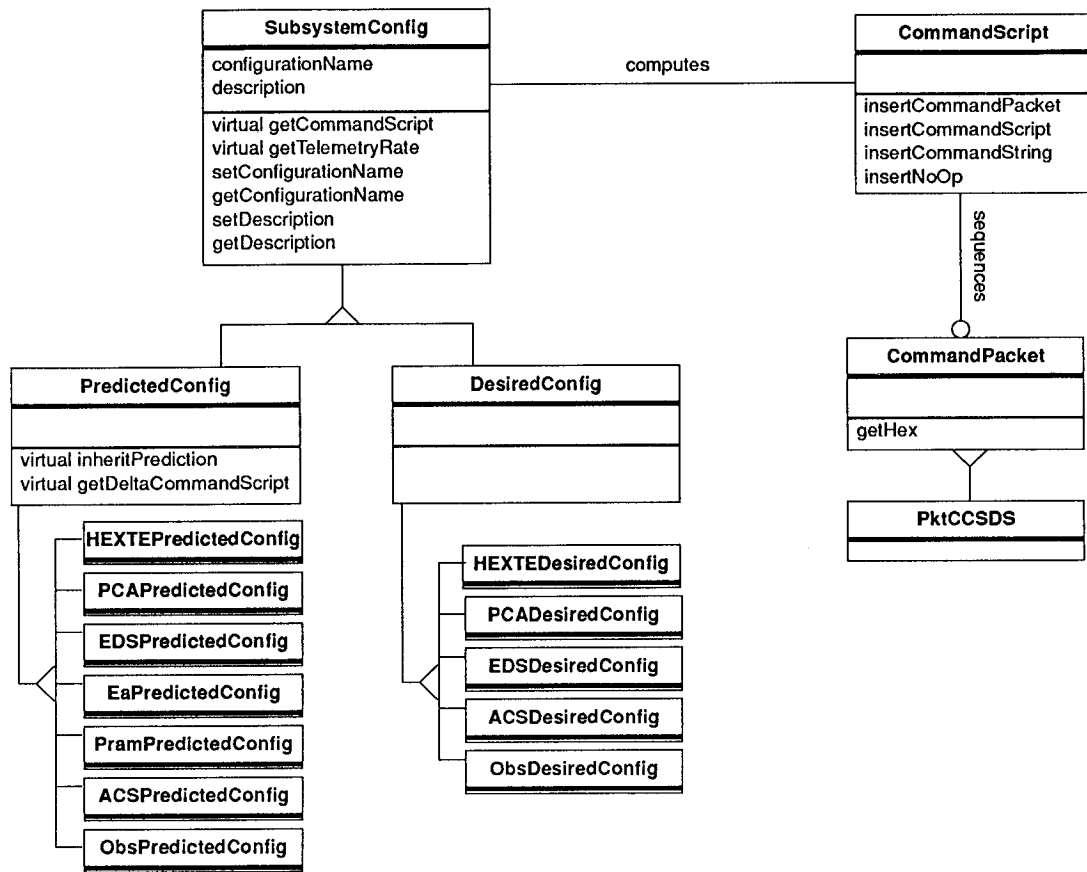 SubsystemConfig
configurationName
description
virtual getCommandScript
virtual getTelemetryRate
setConfigurationName
getConfigurationName
setDescription
getDescription
computes
CommandScript
insertCommandPacket
insertCommandScript
insertCommandString
insertNoOp
sequences
CommandPacket
getHex
PktCCSDS
PredictedConfig
virtual inheritPrediction
virtual getDeltaCommandScript
DesiredConfig
HEXTEPredictedConfig
PCAPredictedConfig
EDSPredictedConfig
EaPredictedConfig
PramPredictedConfig
ACSPredictedConfig
ObsPredictedConfig
HEXTEDesiredConfig
PCADesiredConfig
EDSDesiredConfig
ACSDesiredConfig
ObsDesiredConfig